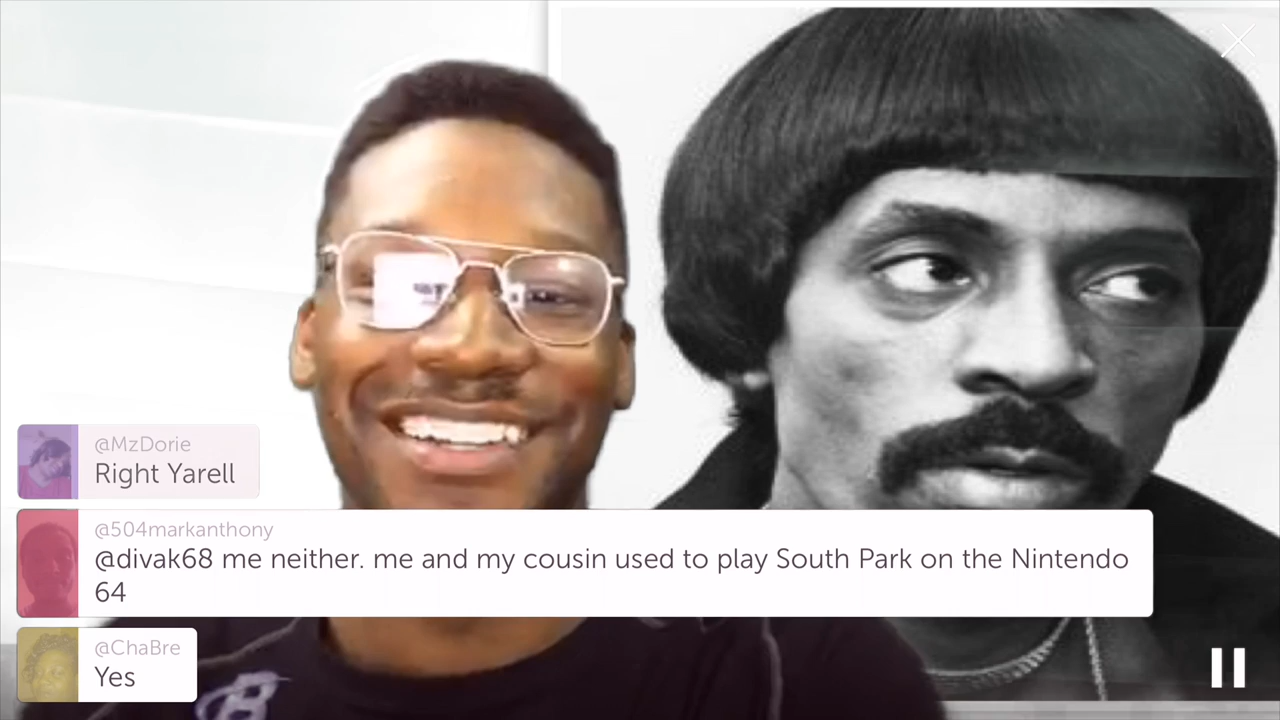 @MzDorie
Right Yarell
@504markanthony
@divak68 me neither. me and my cousin used to play South Park on the Nintendo
64
@ChaBre
Yes